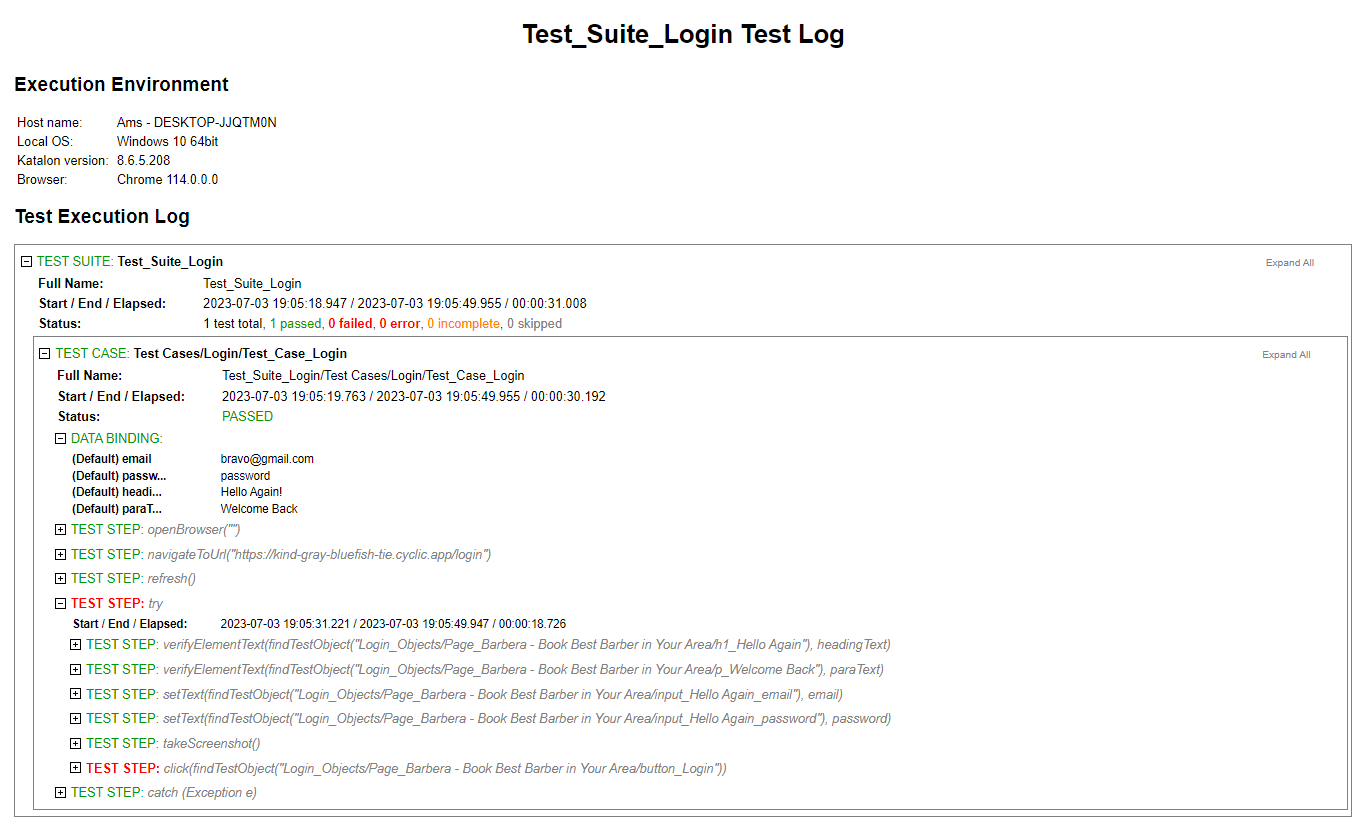 Test_Suite_Login Test Log
Execution Environment
Host name: Ams - DESKTOP-JJQTM0N
Local OS: Windows 10 64bit
Katalon version: 8.6.5.208
Browser: Chrome 114.0.0.0
Test Execution Log
TEST SUITE: Test_Suite_Login Expand All
Full Name: Test_Suite_Login
Start / End / Elapsed: 2023-07-03 19:05:18.947 / 2023-07-03 19:05:49.955 / 00:00:31.008
Status: 1 test total, 1 passed, 0 failed, 0 error, 0 incomplete, 0 skipped
TEST CASE: Test Cases/Login/Test_Case_Login Expand All
Full Name: Test_Suite_Login/Test Cases/Login/Test_Case_Login
Start / End / Elapsed: 2023-07-03 19:05:19.763 / 2023-07-03 19:05:49.955 / 00:00:30.192
Status: PASSED
DATA BINDING:
(Default) email bravo@gmail.com
(Default) passw... password
(Default) headi... Hello Again!
(Default) paraT... Welcome Back
TEST STEP: openBrowser("")
TEST STEP: navigateToUrl("https://kind-gray-bluefish-tie.cyclic.app/login")
TEST STEP: refresh()
TEST STEP: try
Start / End / Elapsed: 2023-07-03 19:05:31.221 / 2023-07-03 19:05:49.947 / 00:00:18.726
TEST STEP: verifyElementText(findTestObject("Login_Objects/Page_Barbera - Book Best Barber in Your Area/h1_Hello Again"), headingText)
TEST STEP: verifyElementText(findTestObject("Login_Objects/Page_Barbera - Book Best Barber in Your Area/p_Welcome Back"), paraText)
TEST STEP: setText(findTestObject("Login_Objects/Page_Barbera - Book Best Barber in Your Area/input_Hello Again_email"), email)
TEST STEP: setText(findTestObject("Login_Objects/Page_Barbera - Book Best Barber in Your Area/input_Hello Again_password"), password)
TEST STEP: takeScreenshot()
TEST STEP: click(findTestObject("Login_Objects/Page_Barbera - Book Best Barber in Your Area/button_Login"))
TEST STEP: catch (Exception e)